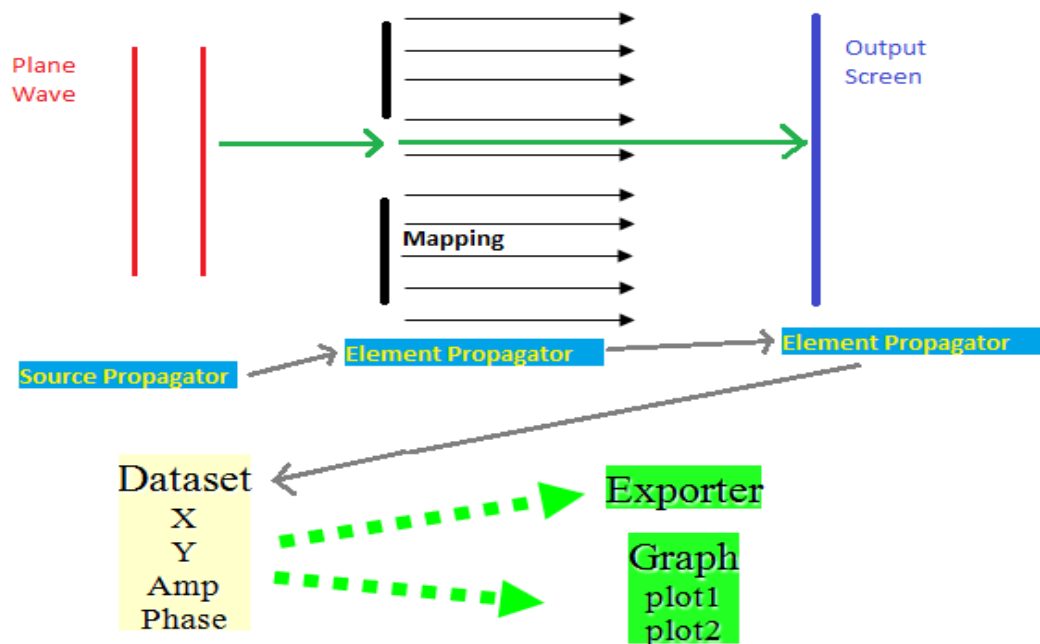 Plane
Wave
Output
Screen
Mapping
Source Propagator
Element Propagator
Element Propagator
Dataset
X
Y
Amp
Phase
Exporter
Graph
plot1
plot2